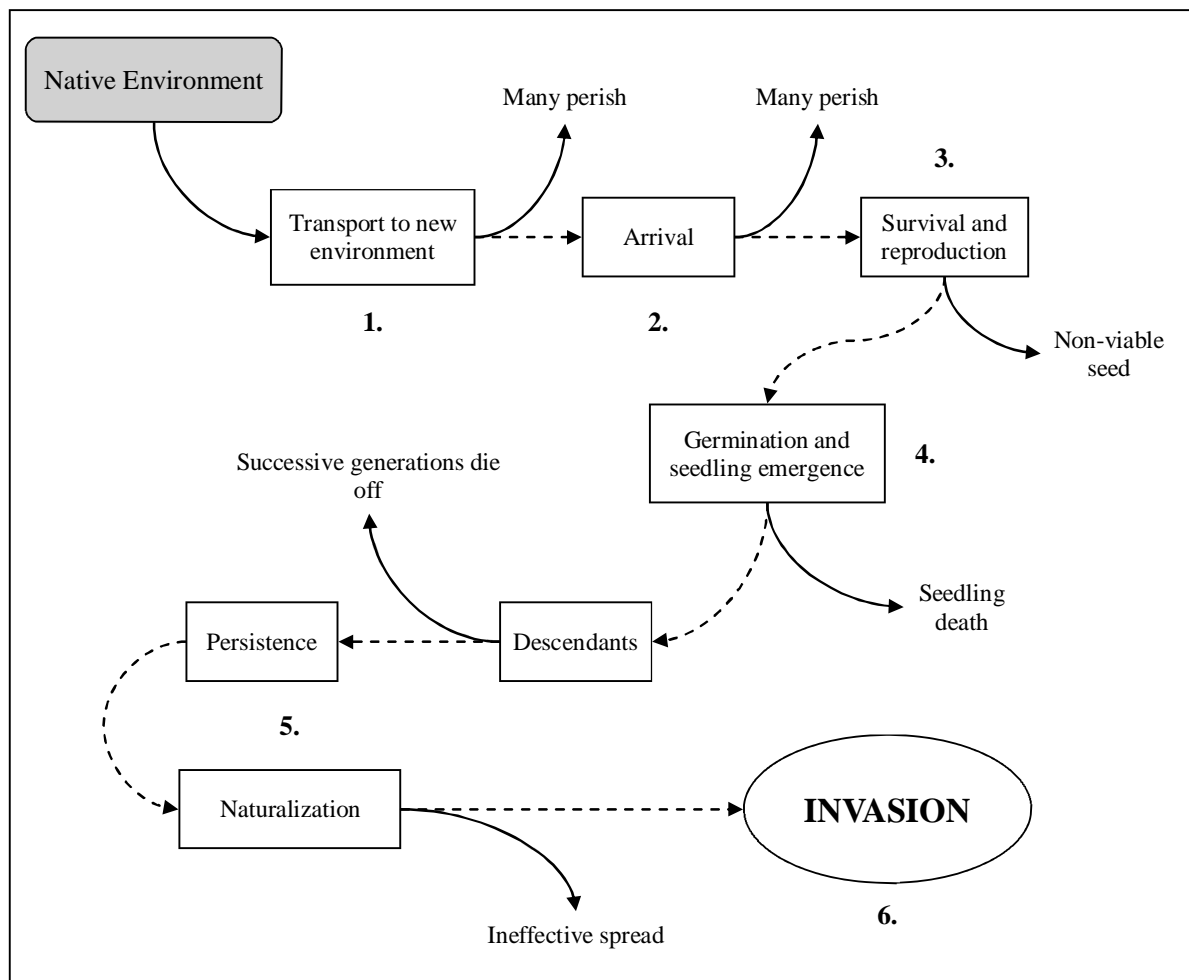 Native Environment
Many perish
Many perish
3.
Transport to new
environment
Arrival
Survival and
reproduction
1.
2.
Non-viable
seed
Germination and
seedling emergence
4.
Successive generations die
off
Seedling
death
Persistence
Descendants
5.
Naturalization
INVASION
6.
Ineffective spread